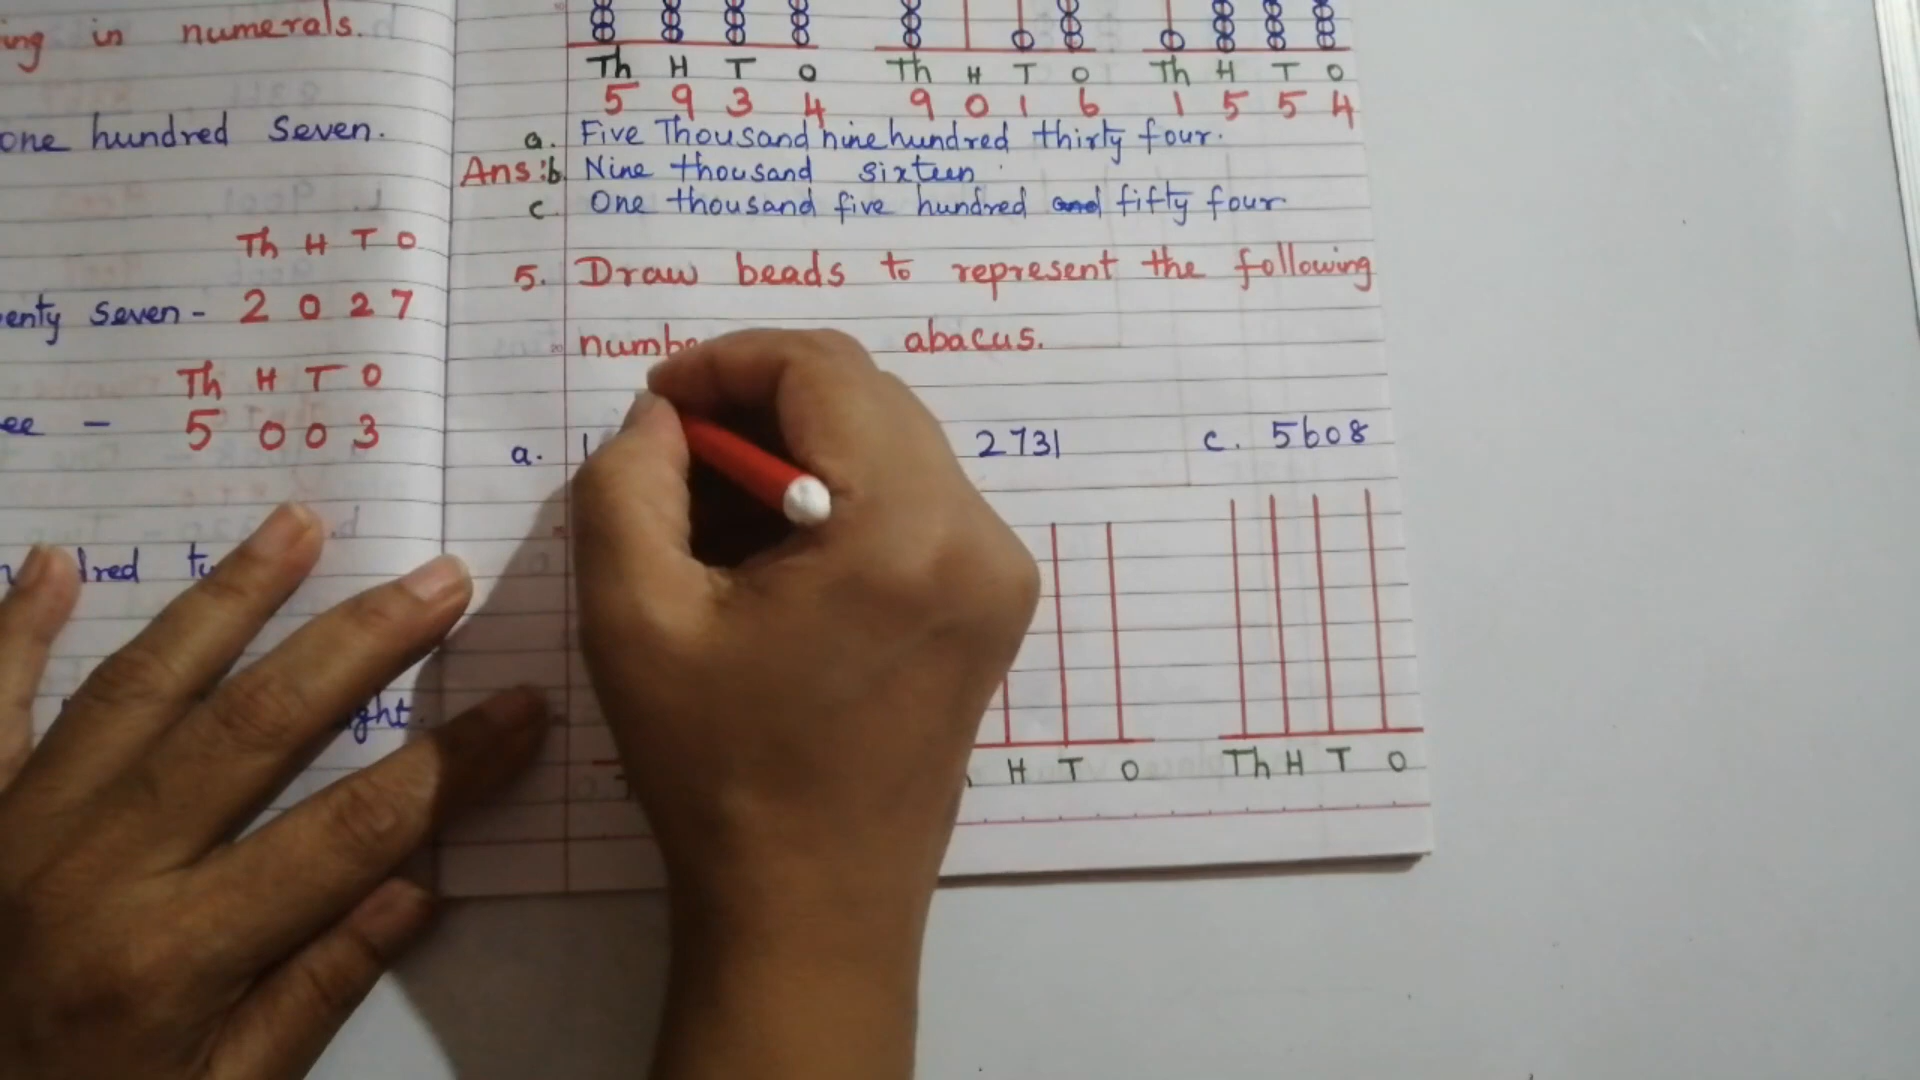 ing in numerals.
one hundred Seven.
Th H T O
enty Seven - 2 0 2 7
Th H T O
ee - 5 0 0 3
dred
ght.
Th H T O Th H T O Th H T O
5 9 3 4 9 0 1 6 1 5 5 4
a. Five Thousand nine hundred thirty four.
Ans: b. Nine thousand sixteen
c. One thousand five hundred fifty four
5. Draw beads to represent the following
abacus.
a. 2731 c. 5608
H T O Th H T O